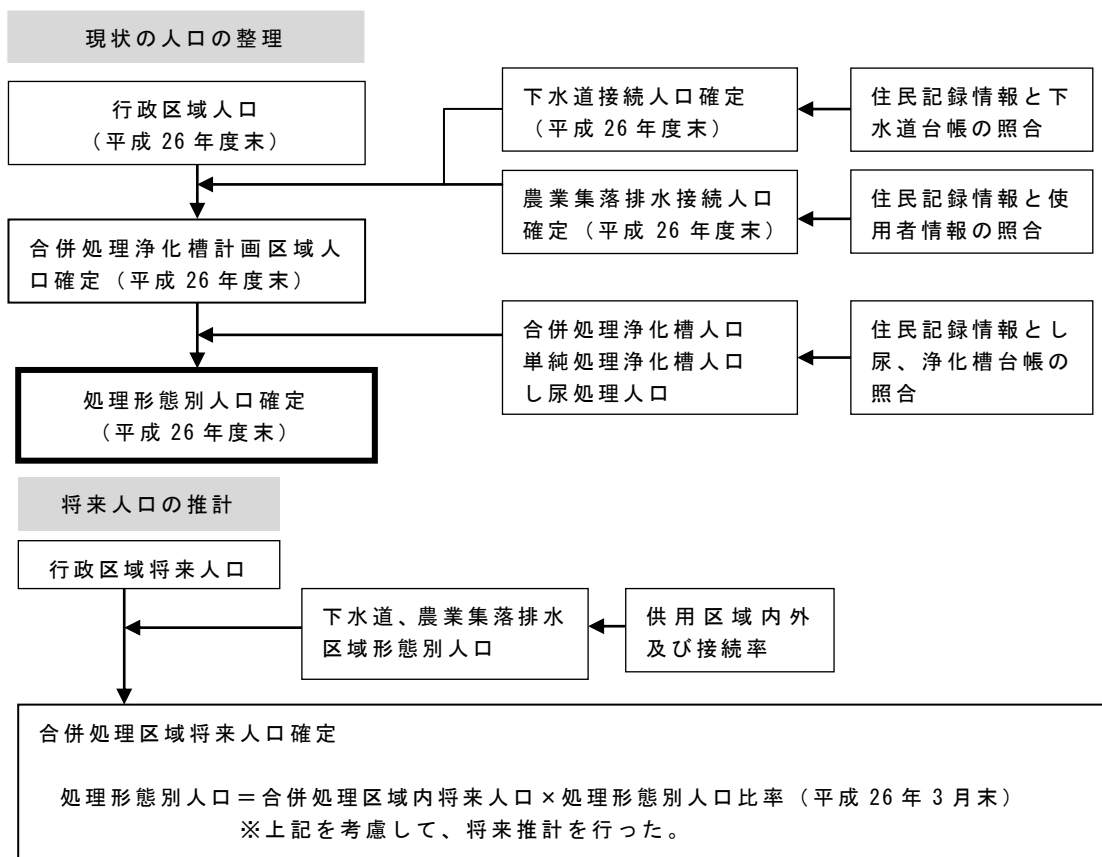 現状の人口の整理
行政区域人口
（平成 26 年度末）
下水道接続人口確定
（平成 26 年度末）
住民記録情報と下
水道台帳の照合
農業集落排水接続人口
確定（平成 26 年度末）
住民記録情報と使
用者情報の照合
合併処理浄化槽計画区域人
口確定（平成 26 年度末）
合併処理浄化槽人口
単純処理浄化槽人口
し尿処理人口
住民記録情報とし
尿、浄化槽台帳の
照合
処理形態別人口確定
（平成 26 年度末）
将来人口の推計
行政区域将来人口
下水道、農業集落排水
区域形態別人口
供用区域内外
及び接続率
合併処理区域将来人口確定
処理形態別人口＝合併処理区域内将来人口×処理形態別人口比率（平成 26 年 3 月末）
※上記を考慮して、将来推計を行った。